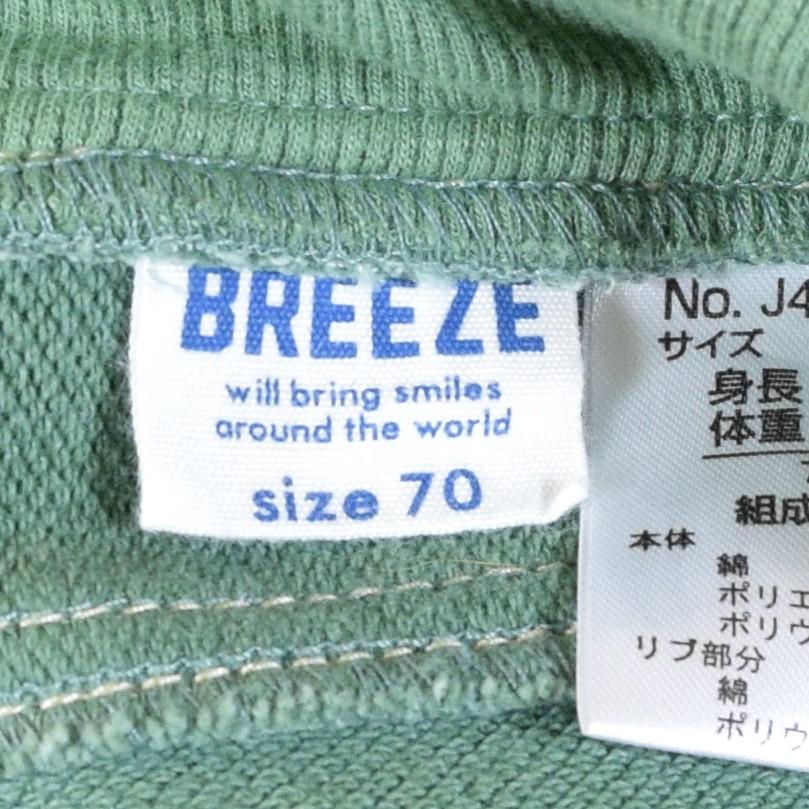 BREEZE
will bring smiles
around the world
size 70
No. J4
サイズ
身長
体重
組成
本体
綿
ポリエ
ポリウ
リブ部分
綿
ポリウ